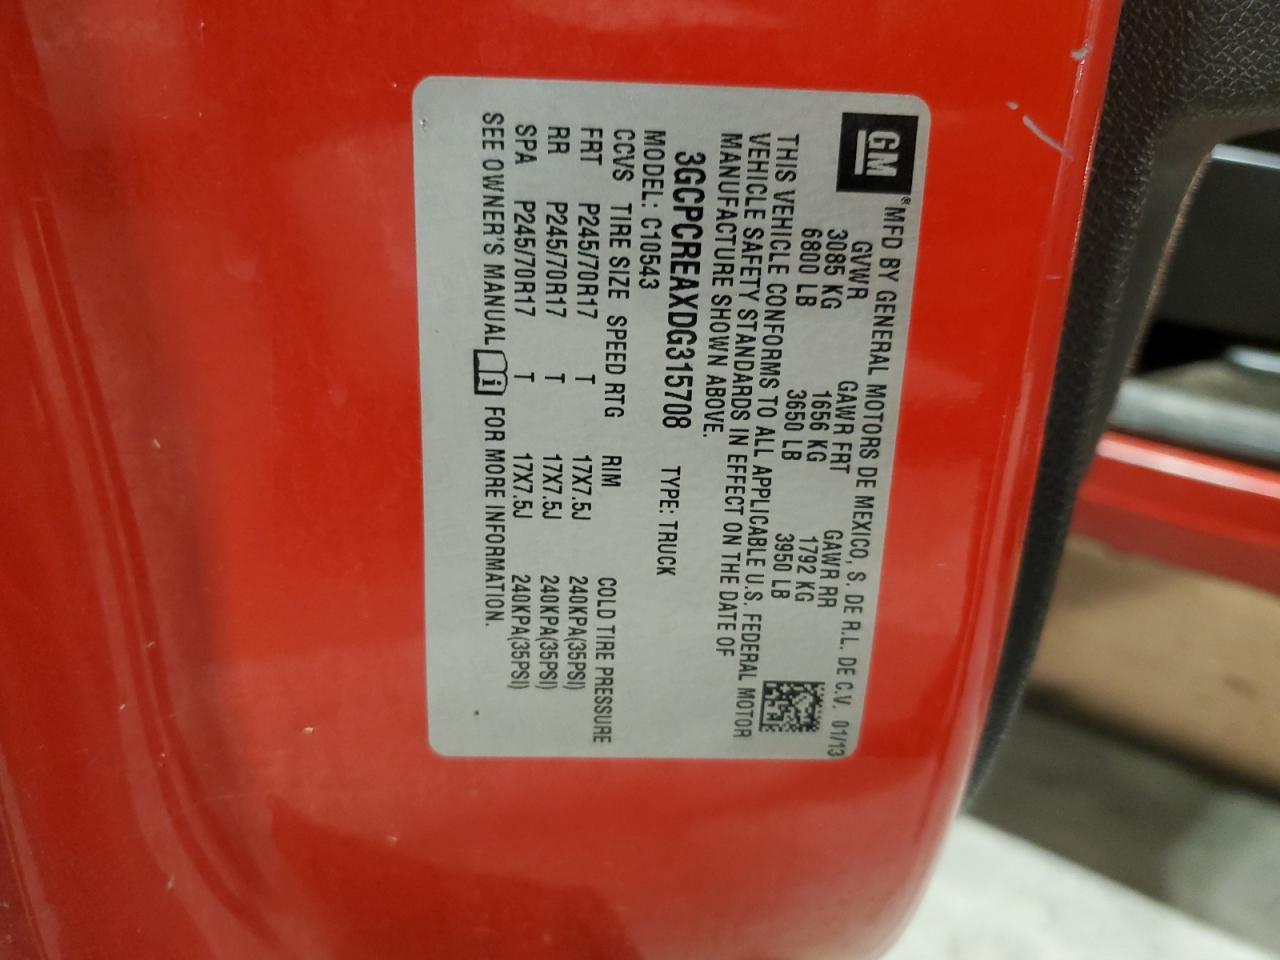 GM ® MFD BY GENERAL MOTORS DE MEXICO, S. DE R.L. DE C.V. 01/13
GVWR GAWR FRT GAWR RR
3085 KG 1656 KG 1792 KG
6800 LB 3650 LB 3950 LB
THIS VEHICLE CONFORMS TO ALL APPLICABLE U.S. FEDERAL MOTOR
VEHICLE SAFETY STANDARDS IN EFFECT ON THE DATE OF
MANUFACTURE SHOWN ABOVE.
3GCPCREAXDG315708 TYPE: TRUCK
MODEL: C10543
CCVS TIRE SIZE SPEED RTG RIM COLD TIRE PRESSURE
FRT P245/70R17 T 17X7.5J 240KPA(35PSI)
RR P245/70R17 T 17X7.5J 240KPA(35PSI)
SPA P245/70R17 T 17X7.5J 240KPA(35PSI)
SEE OWNER'S MANUAL i FOR MORE INFORMATION.